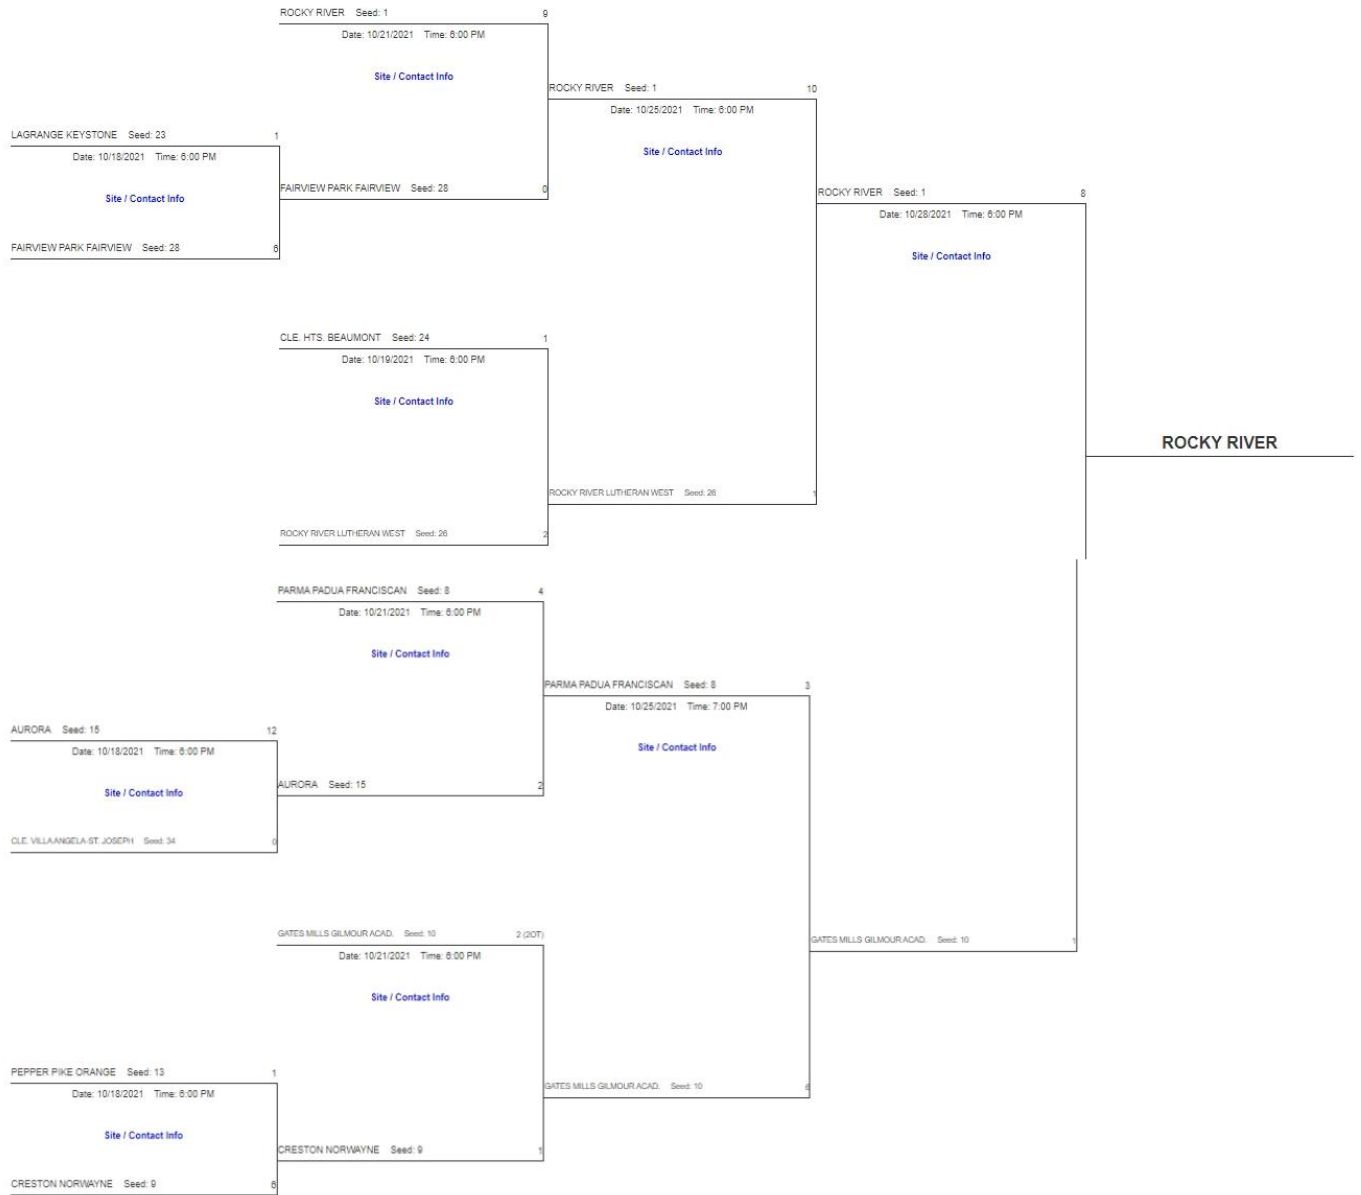 ROCKY RIVER Seed: 1 9
Date: 10/21/2021 Time: 6:00 PM
Site / Contact Info
ROCKY RIVER Seed: 1 10
Date: 10/25/2021 Time: 6:00 PM
LAGRANGE KEYSTONE Seed: 23 1
Date: 10/18/2021 Time: 6:00 PM
Site / Contact Info
FAIRVIEW PARK FAIRVIEW Seed: 28 0
Site / Contact Info
ROCKY RIVER Seed: 1 8
Date: 10/28/2021 Time: 6:00 PM
FAIRVIEW PARK FAIRVIEW Seed: 28 6
Site / Contact Info
CLE. HTS. BEAUMONT Seed: 24 1
Date: 10/19/2021 Time: 6:00 PM
Site / Contact Info
ROCKY RIVER
ROCKY RIVER LUTHERAN WEST Seed: 26 1
ROCKY RIVER LUTHERAN WEST Seed: 26 2
PARMA PADUA FRANCISCAN Seed: 8 4
Date: 10/21/2021 Time: 6:00 PM
Site / Contact Info
PARMA PADUA FRANCISCAN Seed: 8 3
Date: 10/25/2021 Time: 7:00 PM
AURORA Seed: 15 12
Date: 10/18/2021 Time: 6:00 PM
Site / Contact Info
AURORA Seed: 15 2
Site / Contact Info
CLE. VILLA ANGELA-ST. JOSEPH Seed: 34 0
GATES MILLS GILMOUR ACAD. Seed: 10 2 (2OT)
Date: 10/21/2021 Time: 6:00 PM
Site / Contact Info
GATES MILLS GILMOUR ACAD. Seed: 10 1
PEPPER PIKE ORANGE Seed: 13 1
Date: 10/18/2021 Time: 6:00 PM
Site / Contact Info
GATES MILLS GILMOUR ACAD. Seed: 10 6
CRESTON NORWAYNE Seed: 9 1
CRESTON NORWAYNE Seed: 9 6